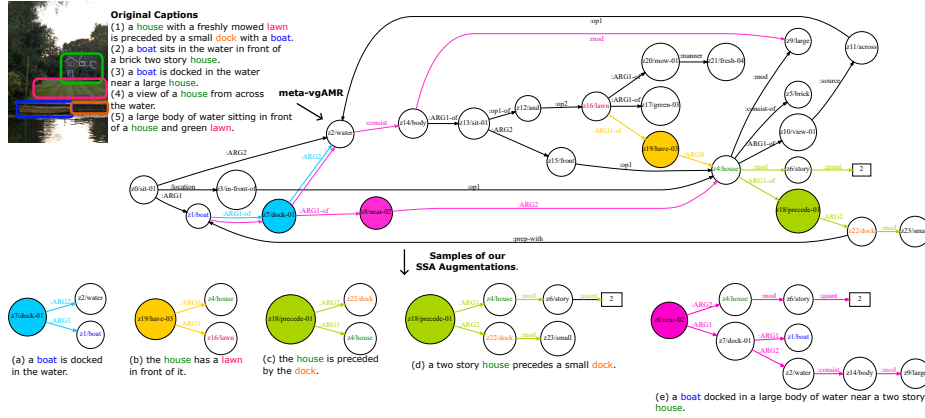 Original Captions
(1) a house with a freshly mowed lawn
is preceded by a small dock with a boat.
(2) a boat sits in the water in front of
a brick two story house.
(3) a boat is docked in the water
near a large house.
(4) a view of a house from across
the water.
(5) a large body of water sitting in front
of a house and green lawn.
meta-vgAMR
:op1
:mod
z9/large
z11/across
z20/mow-01
:manner
z21/fresh-04
:ARG1-of
:mod
:source
z2/water
:consist
z14/body
:ARG1-of
z13/sit-01
:op1-of
z12/and
:op2
z16/lawn
:ARG1-of
z17/green-03
z5/brick
:consist-of
:ARG2
:ARG1-of
z10/view-01
:ARG1-of
z19/have-03
:ARG0
z15/front
:op1
z4/house
:mod
z6/story
:quant
2
:ARG2
:ARG2
z0/sit-01
:location
z3/in-front-of
:op1
:ARG1-of
:ARG1
z1/boat
:ARG1-of
z7/dock-01
:ARG1-of
z8/near-02
:ARG2
z18/precede-01
:ARG2
z22/dock
:mod
z23/small
:prep-with
Samples of our
SSA Augmentations.
z7/dock-01
:ARG2
z2/water
:ARG1
z1/boat
(a) a boat is docked
in the water.
z19/have-03
:ARG0
z4/house
:ARG1
z16/lawn
(b) the house has a lawn
in front of it.
z18/precede-01
:ARG2
z22/dock
:ARG1
z4/house
(c) the house is preceded
by the dock.
z18/precede-01
:ARG1
z4/house
:mod
z6/story
:quant
2
:ARG2
z22/dock
:mod
z23/small
(d) a two story house precedes a small dock.
z8/near-02
:ARG2
z4/house
:mod
z6/story
:quant
2
:ARG1
z7/dock-01
:ARG1
z1/boat
:ARG2
z2/water
:consist
z14/body
:mod
z9/large
(e) a boat docked in a large body of water near a two story
house.